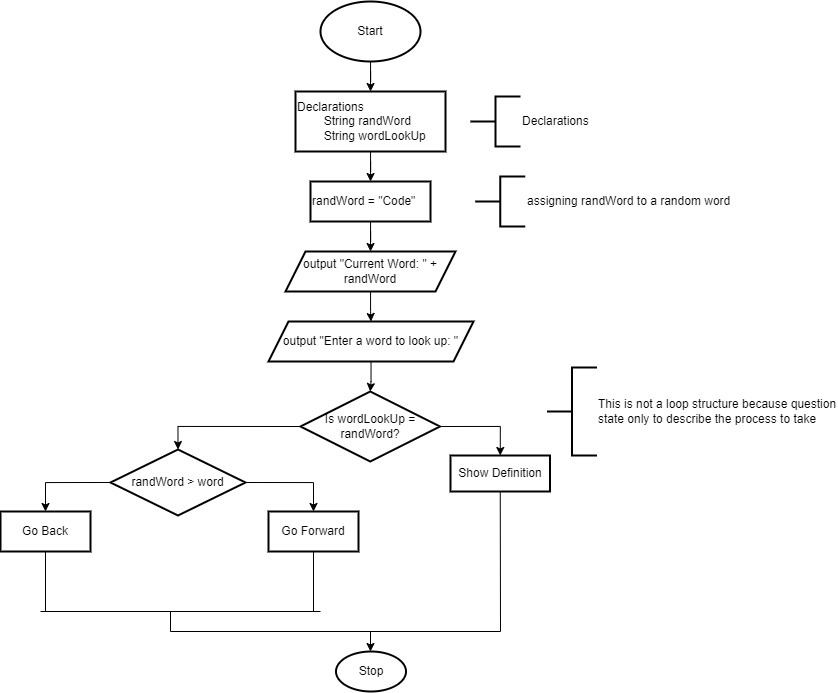 Start
Declarations
String randWord
String wordLookUp
Declarations
randWord = "Code"
assigning randWord to a random word
output "Current Word: " +
randWord
output "Enter a word to look up: "
This is not a loop structure because question
state only to describe the process to take
Is wordLookUp =
randWord?
Show Definition
randWord > word
Go Back
Go Forward
Stop